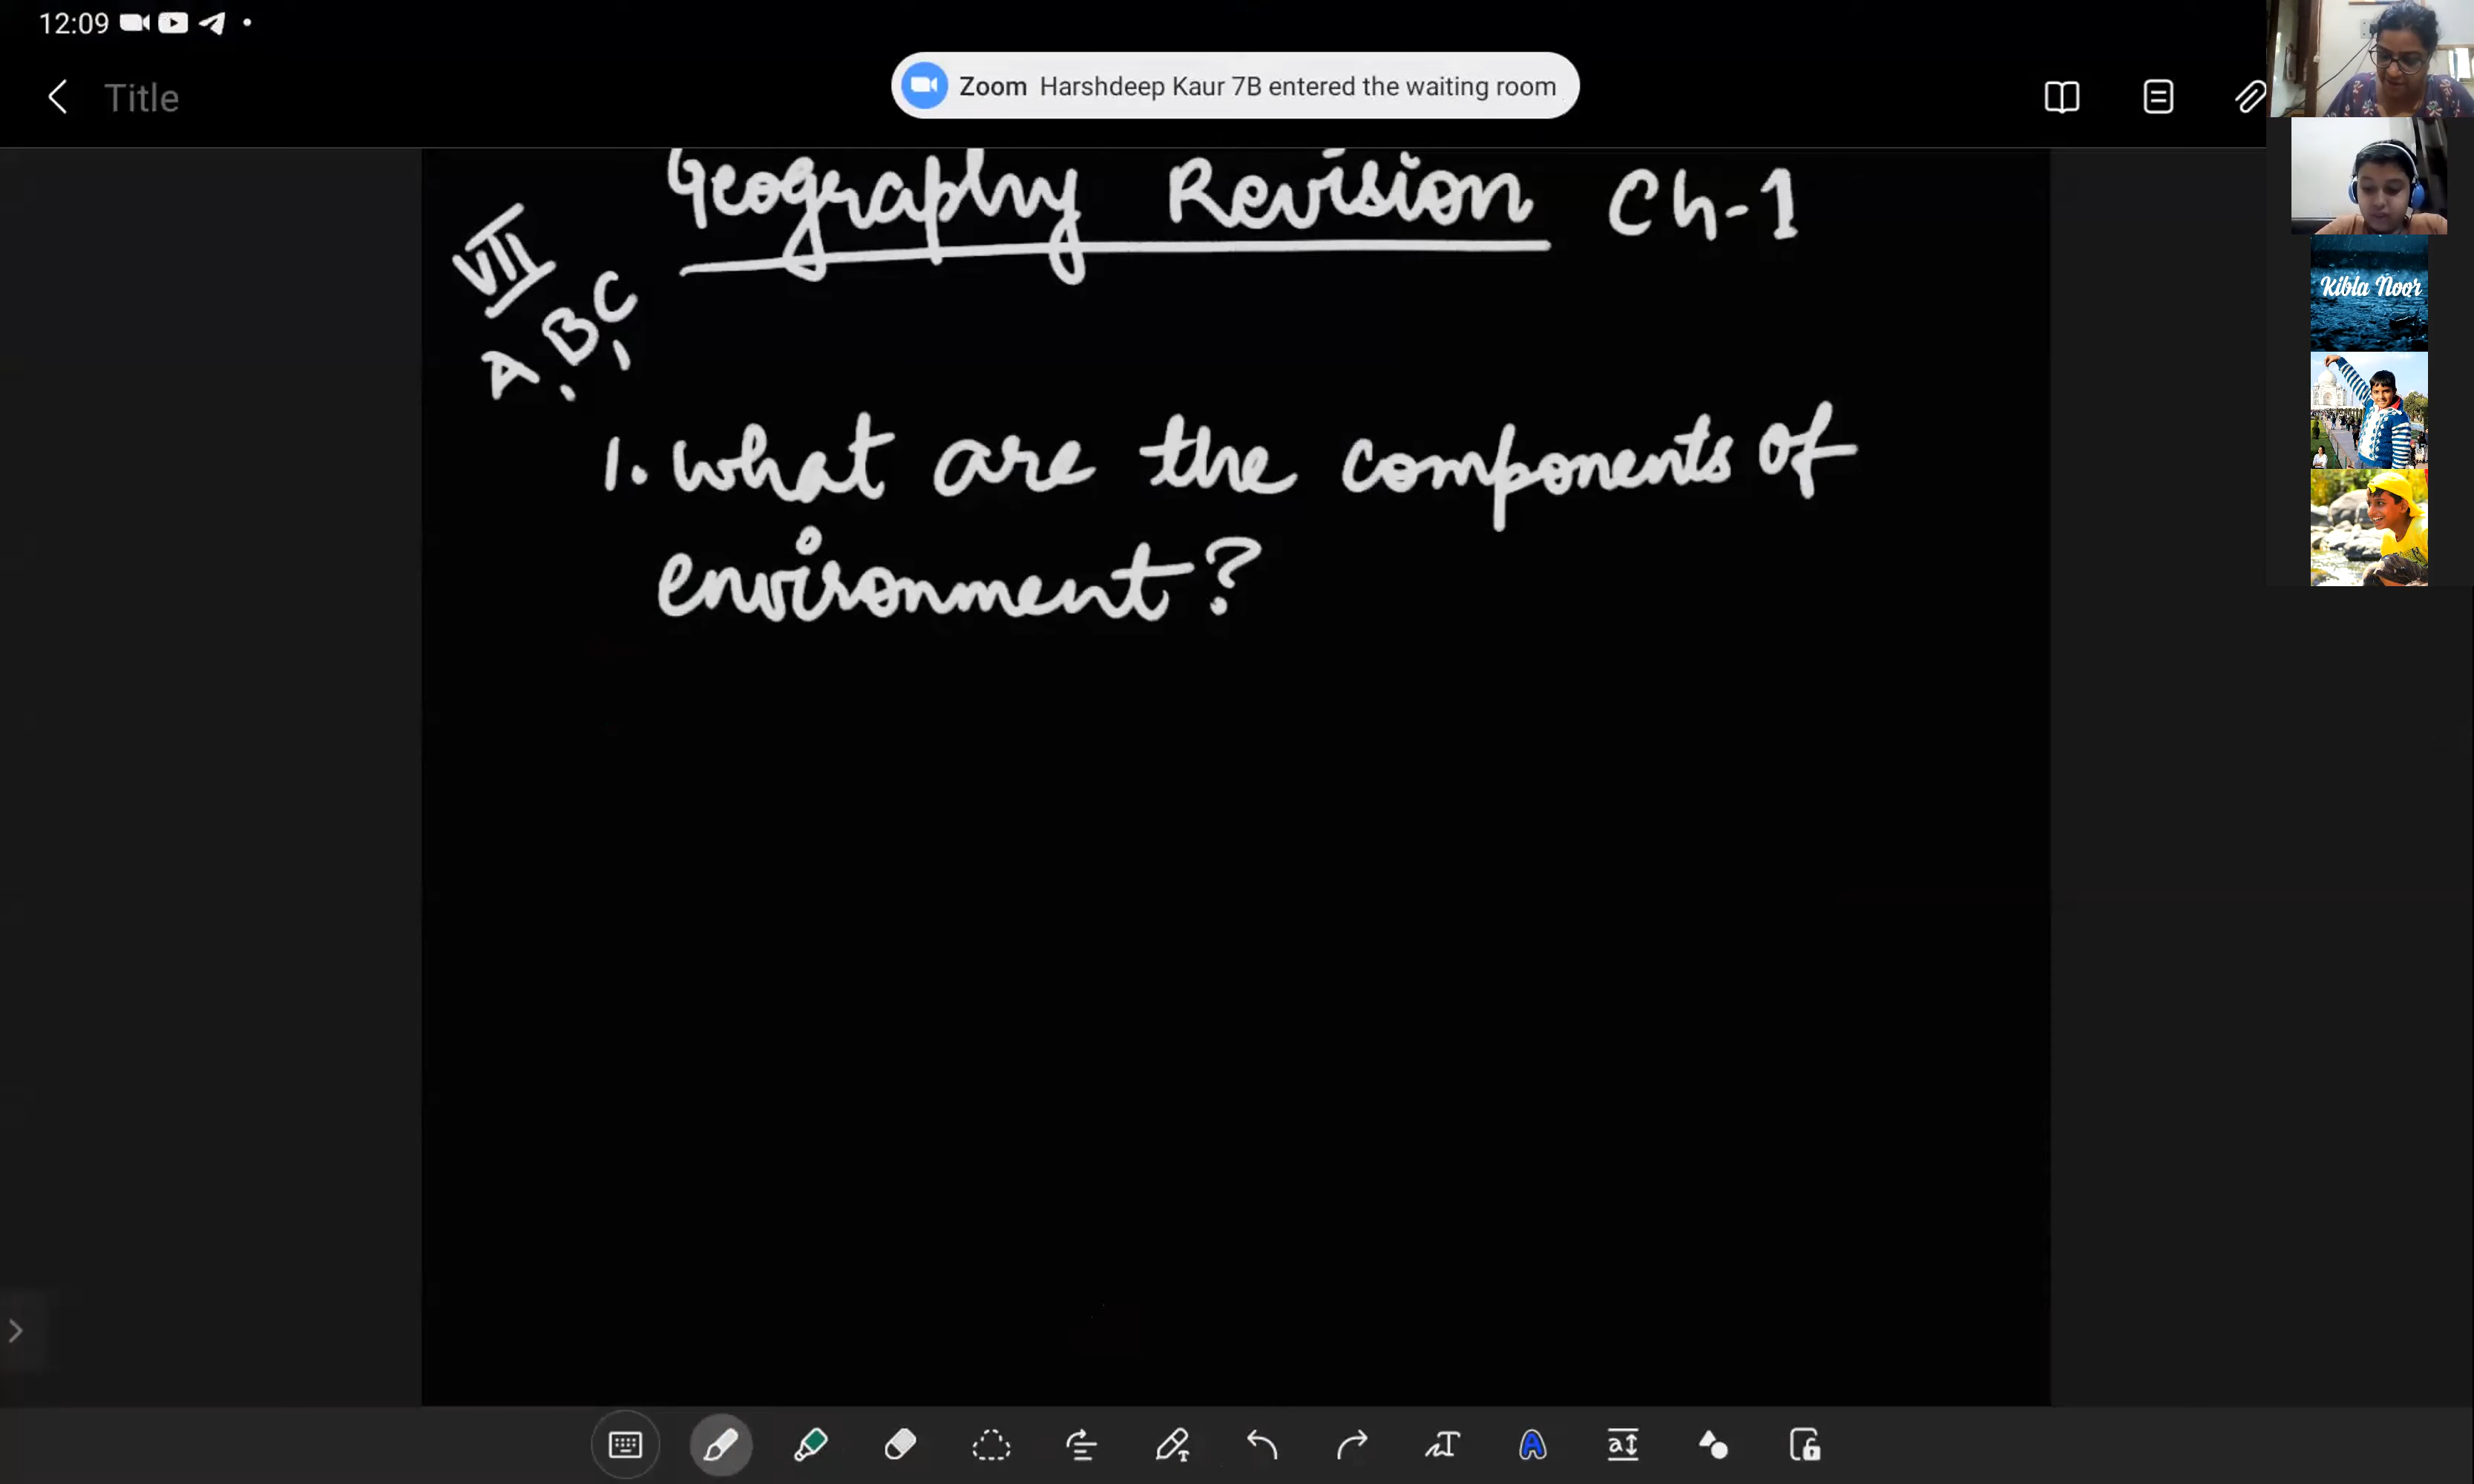 12:09
Title
Zoom Harshdeep Kaur 7B entered the waiting room
Geography Revision Ch-1
VII
A, B, C
1. What are the components of
environment?
Kibla Noor